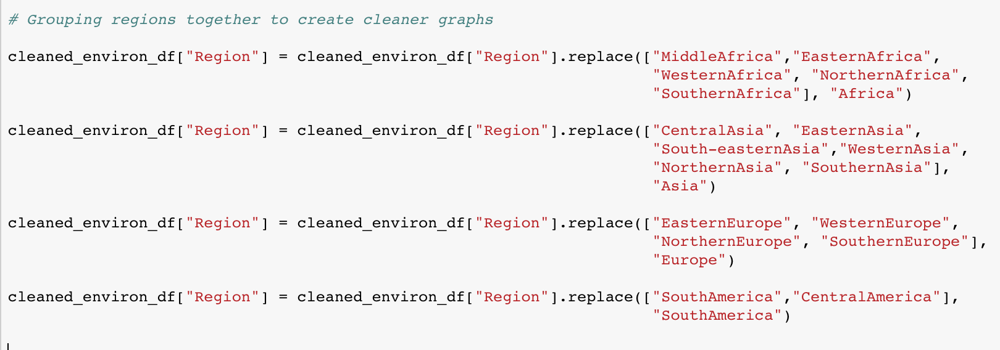 # Grouping regions together to create cleaner graphs
cleaned_environ_df["Region"] = cleaned_environ_df["Region"].replace(["MiddleAfrica","EasternAfrica",
"WesternAfrica", "NorthernAfrica",
"SouthernAfrica"], "Africa")
cleaned_environ_df["Region"] = cleaned_environ_df["Region"].replace(["CentralAsia", "EasternAsia",
"South-easternAsia","WesternAsia",
"NorthernAsia", "SouthernAsia"],
"Asia")
cleaned_environ_df["Region"] = cleaned_environ_df["Region"].replace(["EasternEurope", "WesternEurope",
"NorthernEurope", "SouthernEurope"],
"Europe")
cleaned_environ_df["Region"] = cleaned_environ_df["Region"].replace(["SouthAmerica","CentralAmerica"],
"SouthAmerica")